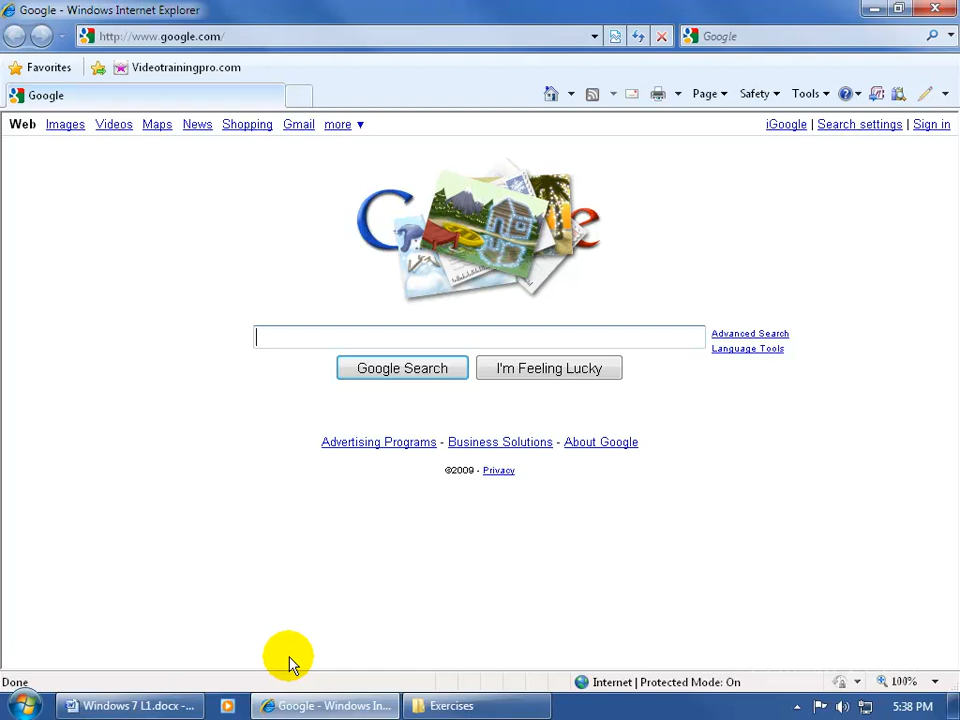 Google - Windows Internet Explorer
http://www.google.com/
Google
Favorites
Videotrainingpro.com
Google
Page
Safety
Tools
Web Images Videos Maps News Shopping Gmail more ▼
iGoogle | Search settings | Sign in
Advanced Search
Language Tools
Google Search
I'm Feeling Lucky
Advertising Programs - Business Solutions - About Google
©2009 - Privacy
Done
Internet | Protected Mode: On
100%
Windows 7 L1.docx -...
Google - Windows In...
Exercises
5:38 PM